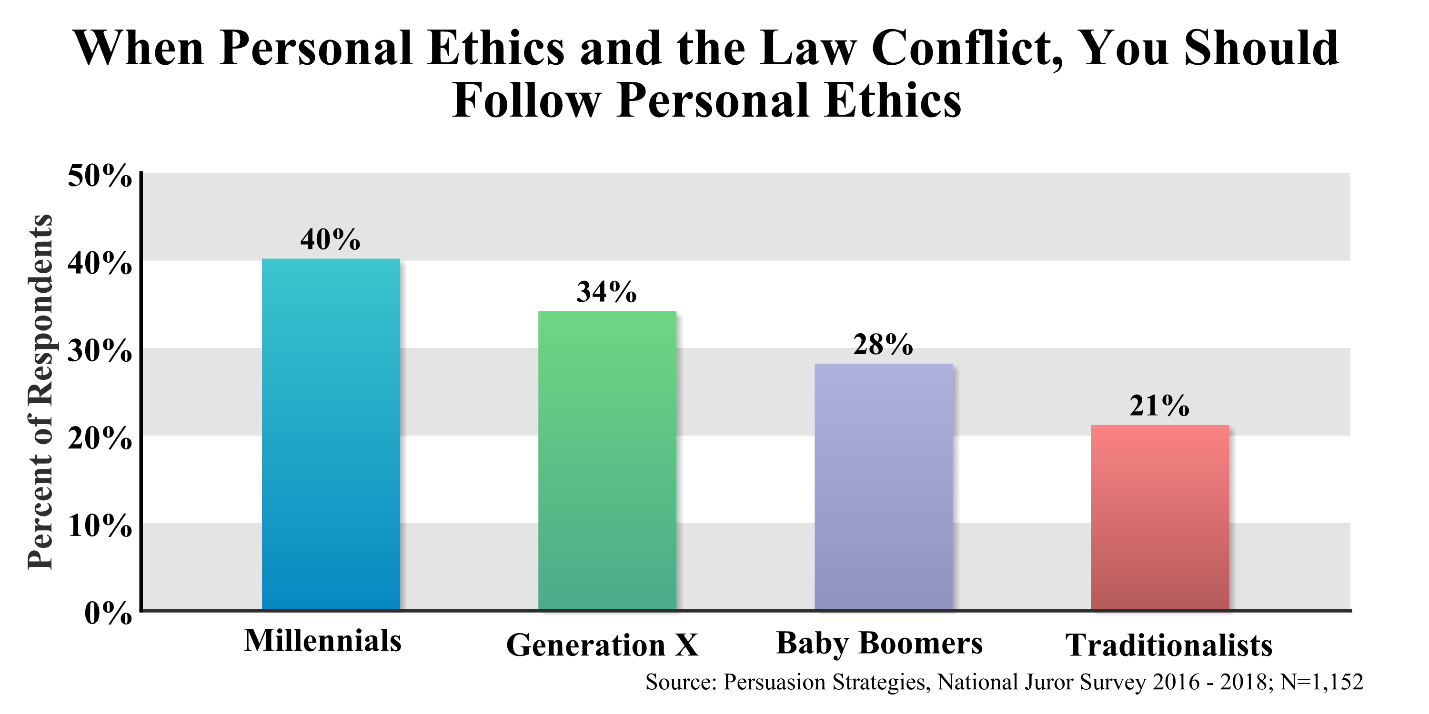 When Personal Ethics and the Law Conflict, You Should
Follow Personal Ethics
Percent of Respondents
50%
40%
30%
20%
10%
0%
40%
34%
28%
21%
Millennials
Generation X
Baby Boomers
Traditionalists
Source: Persuasion Strategies, National Juror Survey 2016 - 2018; N=1,152